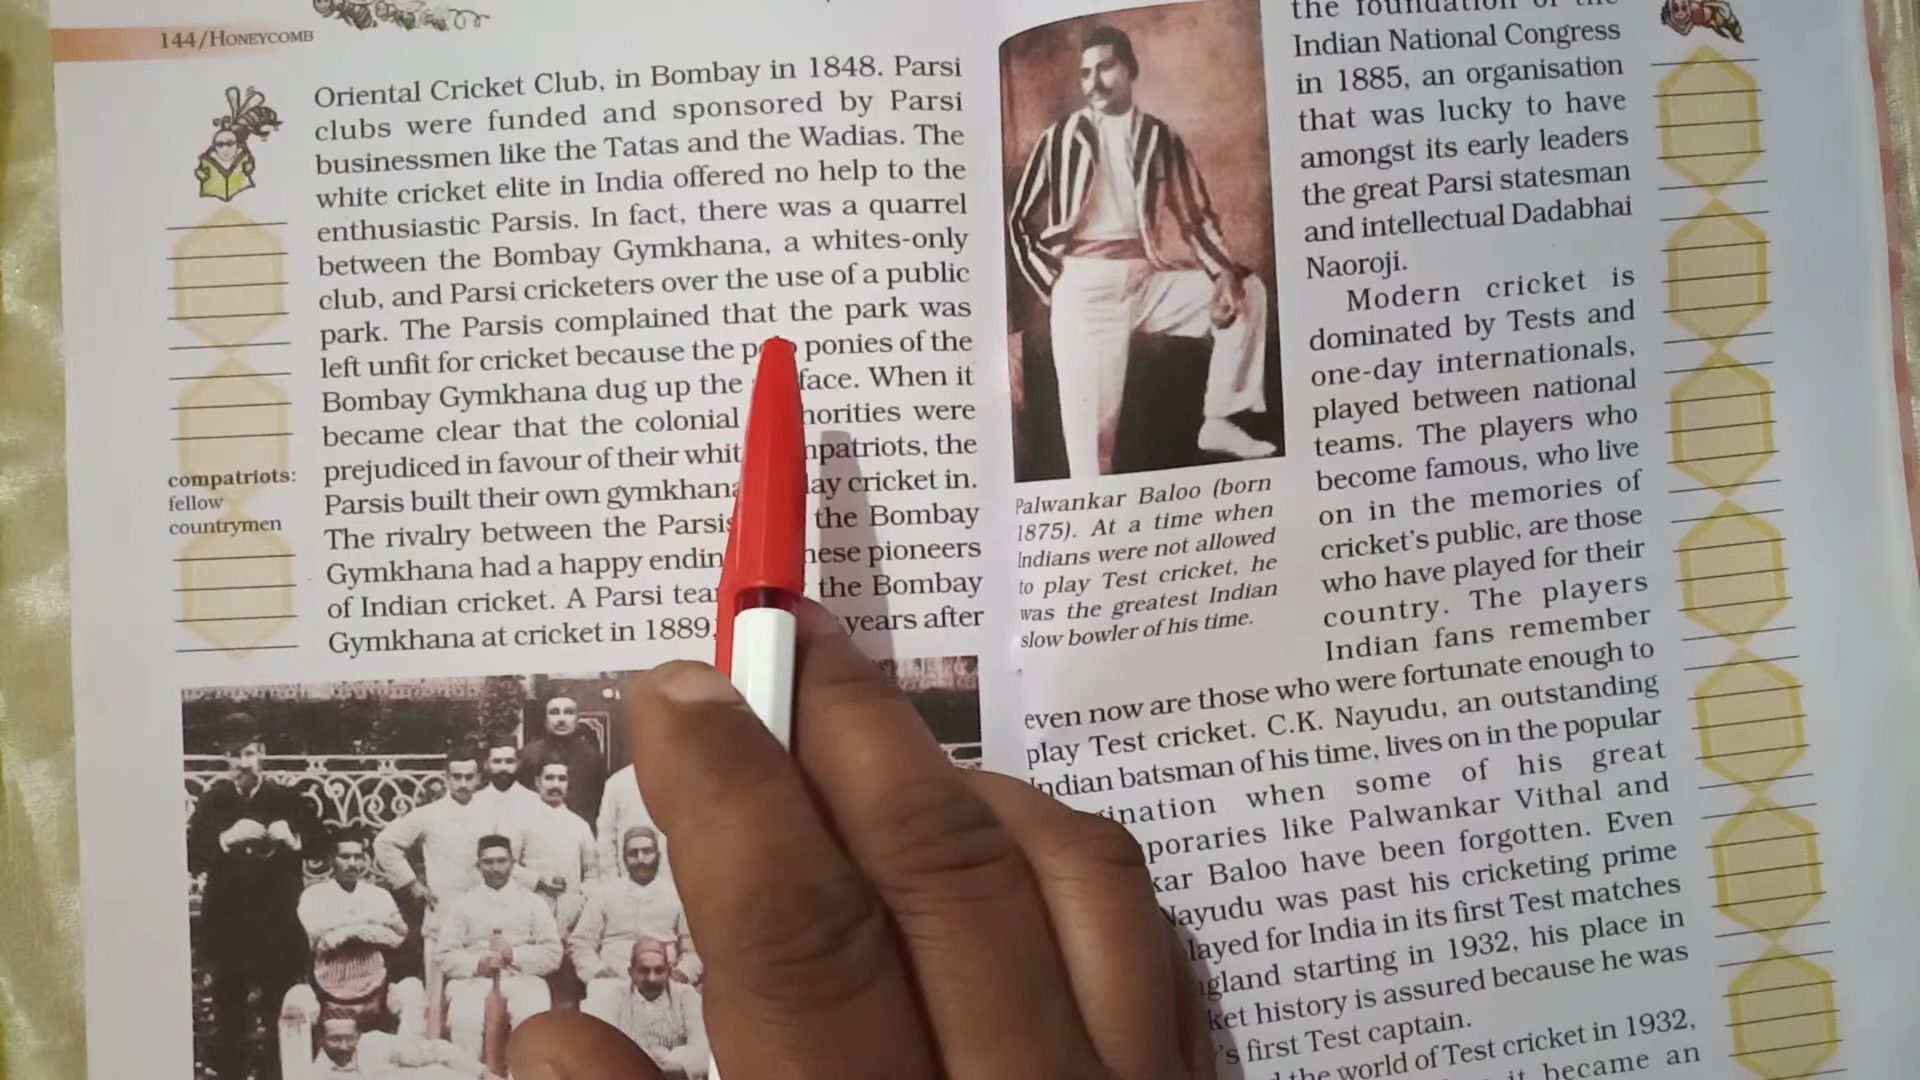 144/HONEYCOMB
Oriental Cricket Club, in Bombay in 1848. Parsi
clubs were funded and sponsored by Parsi
businessmen like the Tatas and the Wadias. The
white cricket elite in India offered no help to the
enthusiastic Parsis. In fact, there was a quarrel
between the Bombay Gymkhana, a whites-only
club, and Parsi cricketers over the use of a public
park. The Parsis complained that the park was
left unfit for cricket because the ponies of the
Bombay Gymkhana dug up the face. When it
became clear that the colonial horities were
prejudiced in favour of their whit npatriots, the
Parsis built their own gymkhana lay cricket in.
The rivalry between the Parsis the Bombay
Gymkhana had a happy endin hese pioneers
of Indian cricket. A Parsi tea the Bombay
Gymkhana at cricket in 1889, years after
compatriots:
fellow
countrymen
the foundation of the
Indian National Congress
in 1885, an organisation
that was lucky to have
amongst its early leaders
the great Parsi statesman
and intellectual Dadabhai
Naoroji.
Modern cricket is
dominated by Tests and
one-day internationals,
played between national
teams. The players who
become famous, who live
on in the memories of
cricket's public, are those
who have played for their
country. The players
Indian fans remember
Palwankar Baloo (born
1875). At a time when
Indians were not allowed
to play Test cricket, he
was the greatest Indian
slow bowler of his time.
even now are those who were fortunate enough to
play Test cricket. C.K. Nayudu, an outstanding
Indian batsman of his time, lives on in the popular
gination when some of his great
poraries like Palwankar Vithal and
kar Baloo have been forgotten. Even
Nayudu was past his cricketing prime
layed for India in its first Test matches
gland starting in 1932, his place in
ket history is assured because he was
's first Test captain.
the world of Test cricket in 1932,
it became an